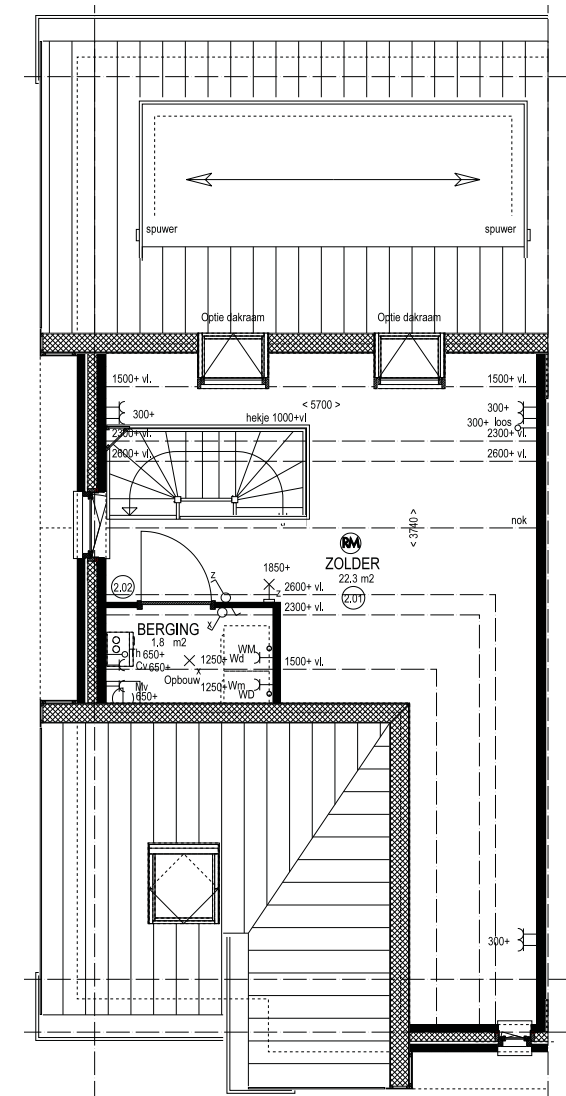 spuwer spuwer
Optie dakraam Optie dakraam
1500+ vl. 1500+ vl.
< 5700 >
300+ hekje 1000+vl 300+
300+ loos
2300+ vl. 2300+ vl.
2600+ vl. 2600+ vl.
< 3740 >
nok
RM
ZOLDER
22.3 m2
2.01
1850+
z
z
2.02
2600+ vl.
2300+ vl.
x
BERGING
1,8 m2
Th 650+
Cv 650+
1250+ Wd
WM
1500+ vl.
Opbouw
x
1250+ Wm
WD
Mv
650+
300+